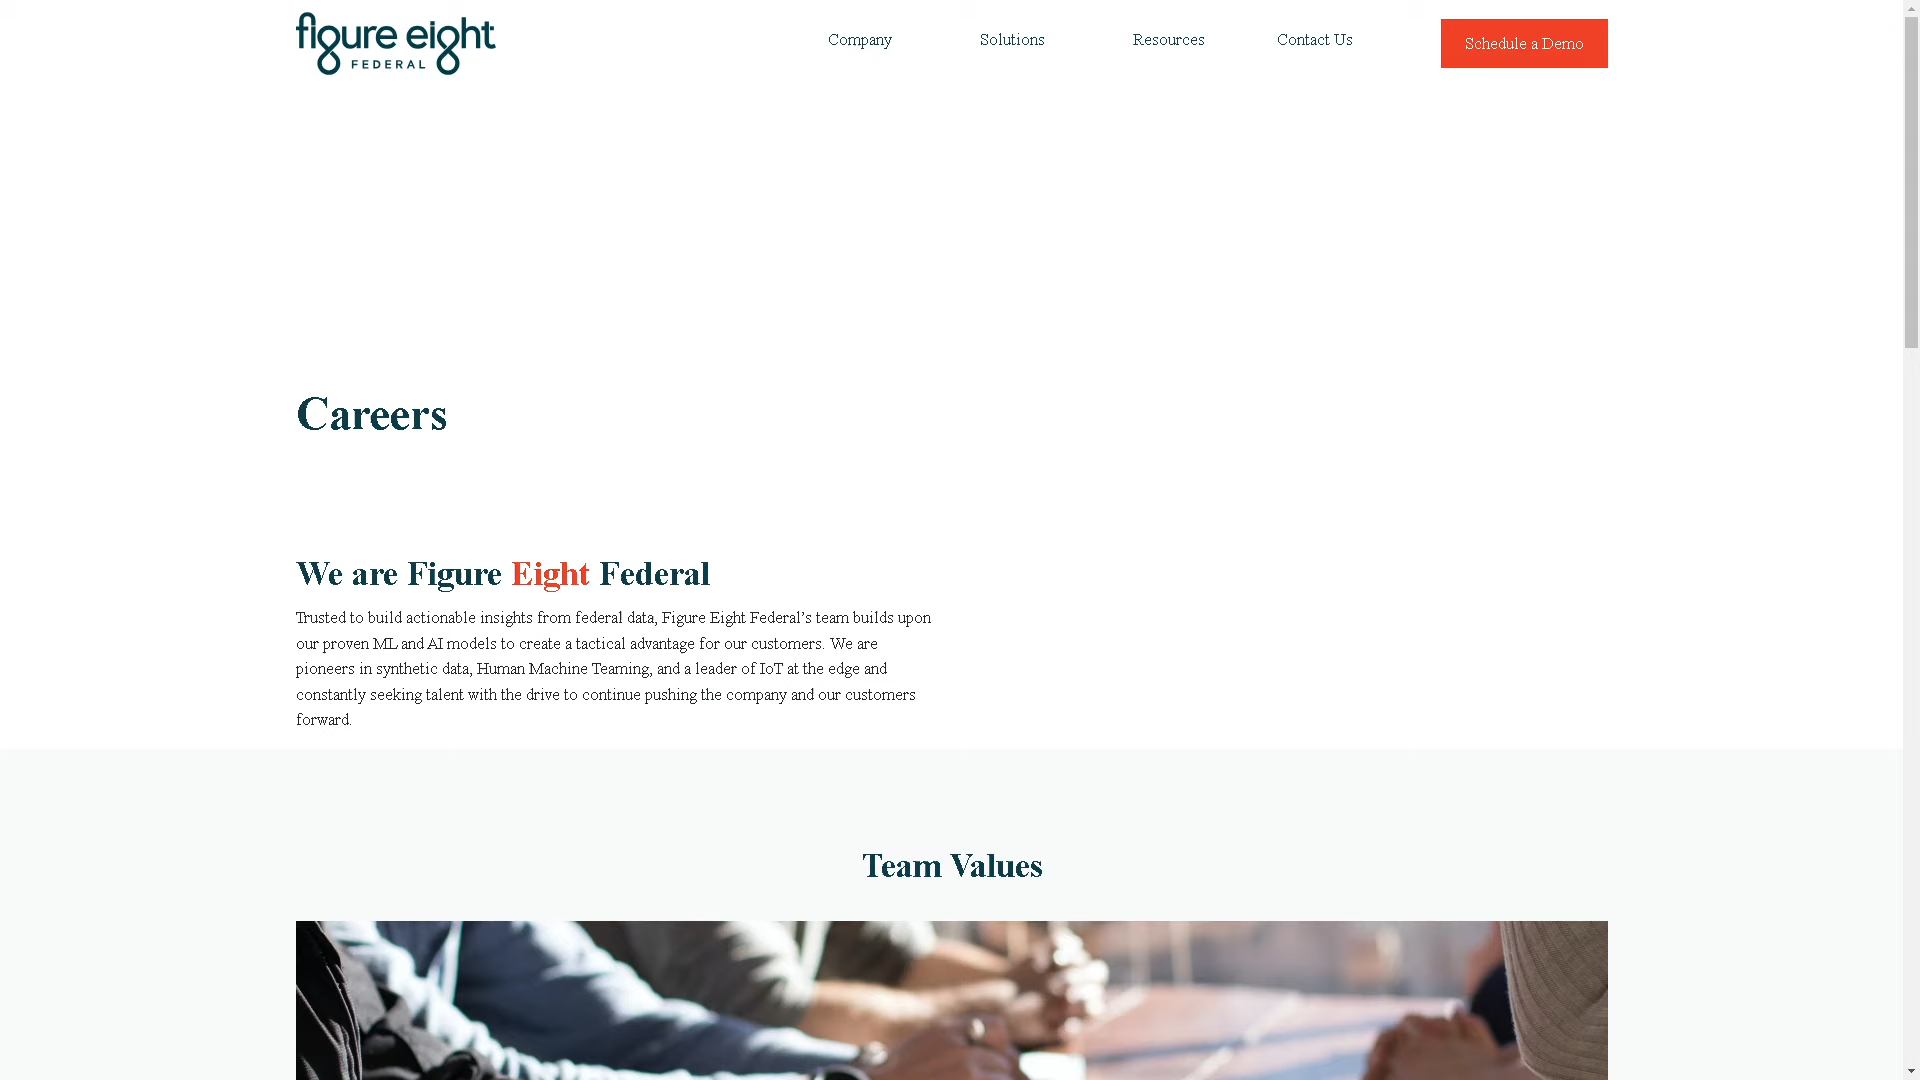 figure eight
FEDERAL
Company
Solutions
Resources
Contact Us
Schedule a Demo
Careers
We are Figure Eight Federal
Trusted to build actionable insights from federal data, Figure Eight Federal’s team builds upon
our proven ML and AI models to create a tactical advantage for our customers. We are
pioneers in synthetic data, Human Machine Teaming, and a leader of IoT at the edge and
constantly seeking talent with the drive to continue pushing the company and our customers
forward.
Team Values